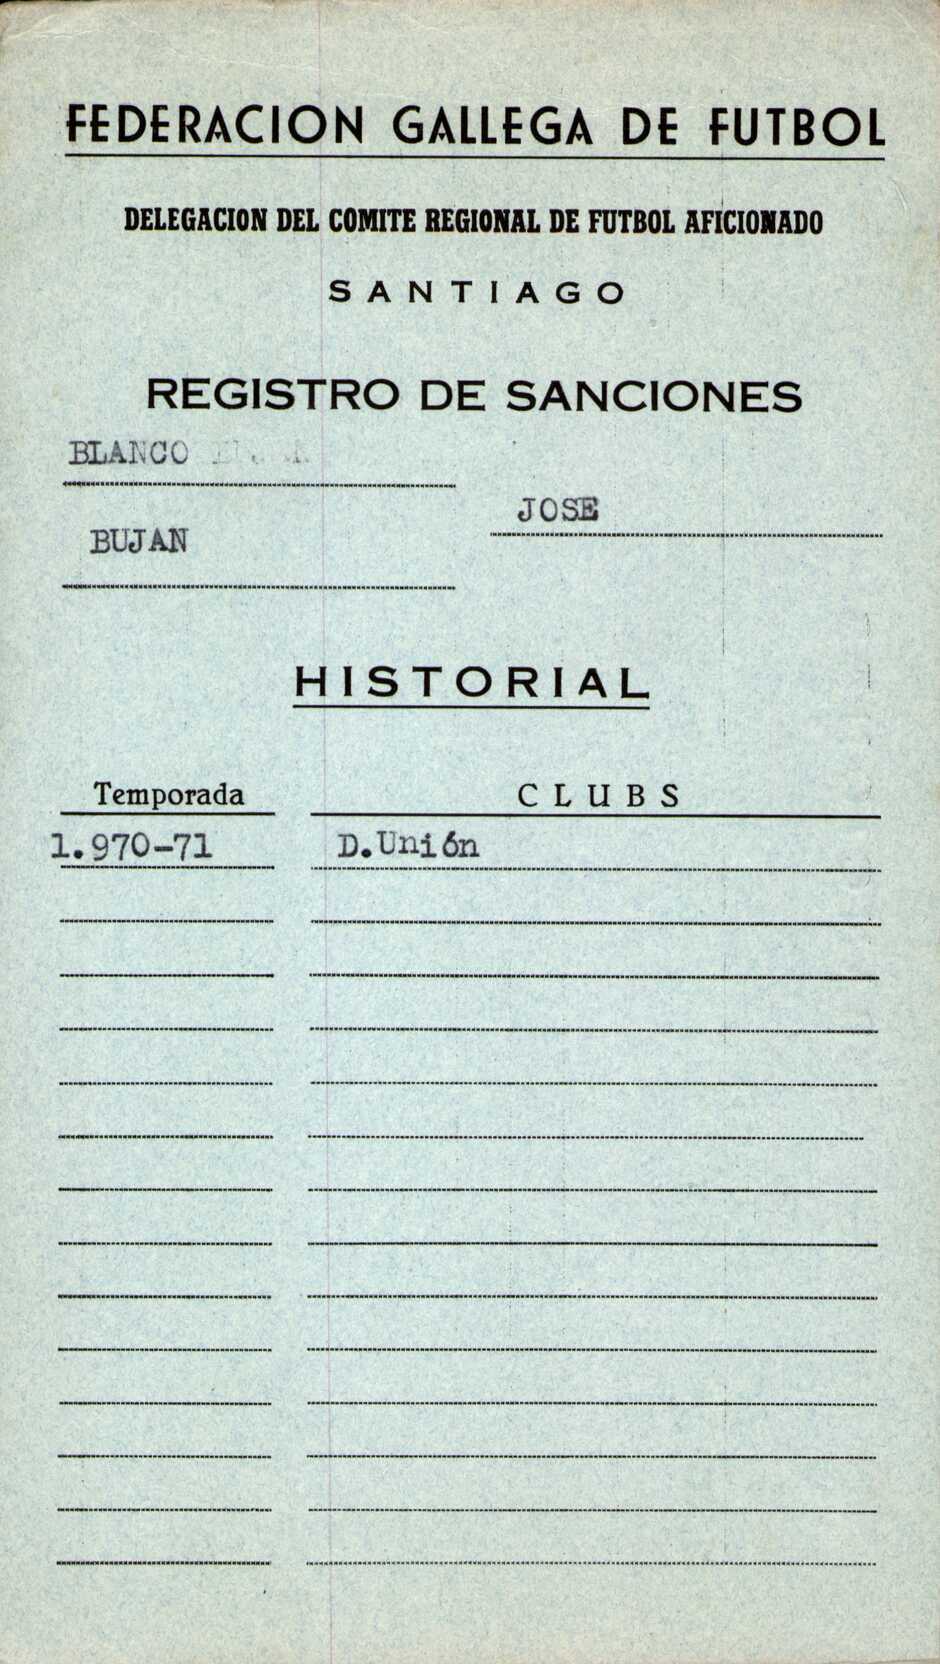 FEDERACION GALLEGA DE FUTBOL
DELEGACION DEL COMITE REGIONAL DE FUTBOL AFICIONADO
SANTIAGO
REGISTRO DE SANCIONES
BLANCO
JOSE
BUJAN
HISTORIAL
Temporada CLUBS
1.970-71 D.Unión